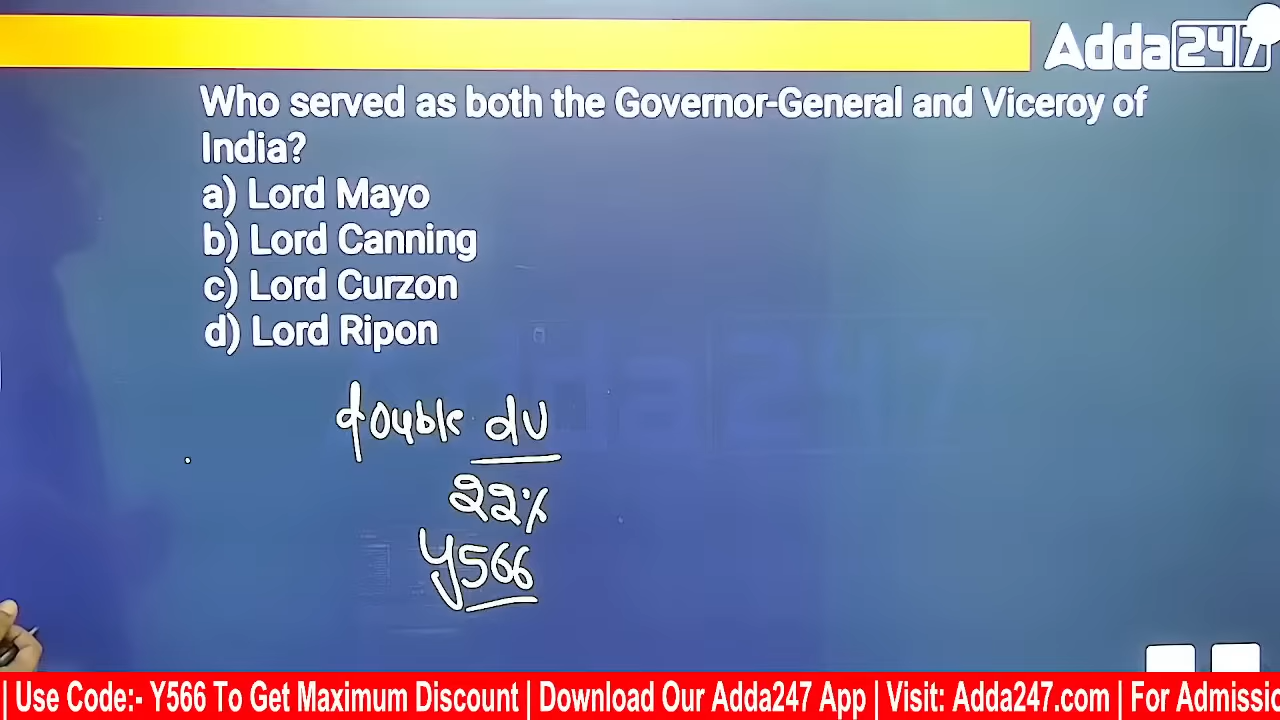 Adda247
Who served as both the Governor-General and Viceroy of
India?
a) Lord Mayo
b) Lord Canning
c) Lord Curzon
d) Lord Ripon
double dv
22%
Y566
| Use Code:- Y566 To Get Maximum Discount | Download Our Adda247 App | Visit: Adda247.com | For Admissio